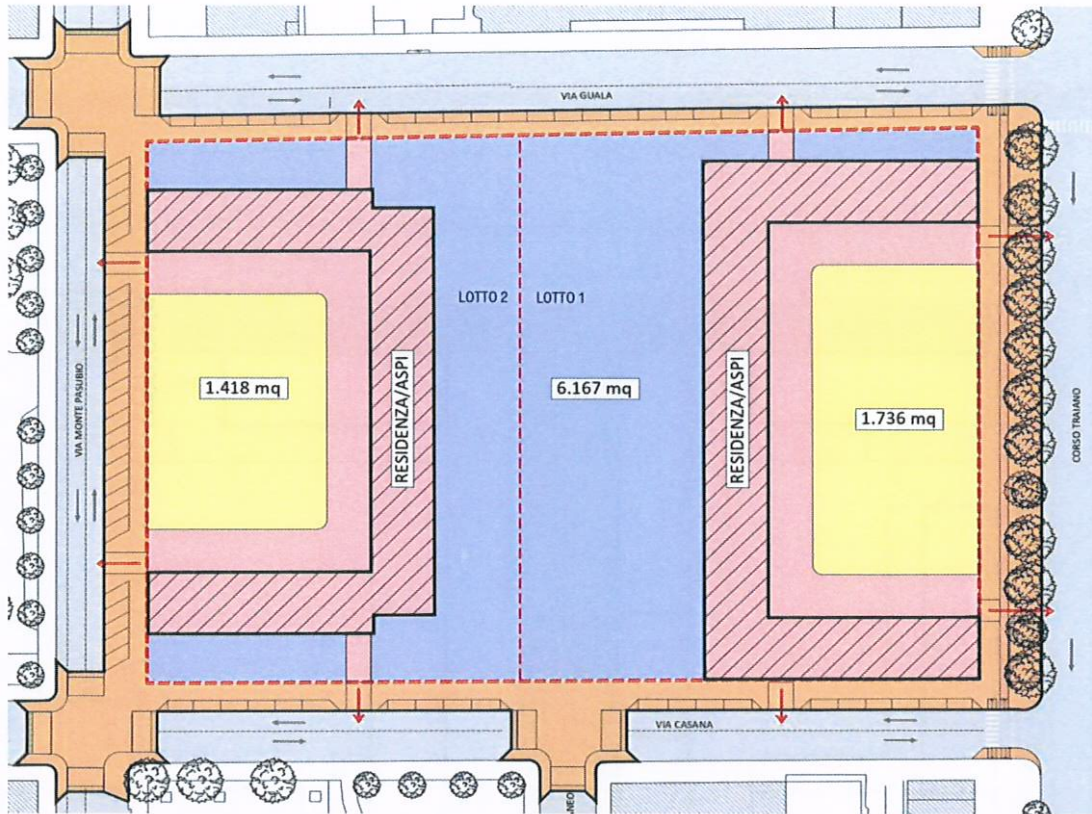 VIA GUALA
LOTTO 2
LOTTO 1
1.418 mq
RESIDENZA/ASPI
6.167 mq
RESIDENZA/ASPI
1.736 mq
VIA MONTE PASUBIO
CORSO TRAIANO
VIA CASANA
ANEO